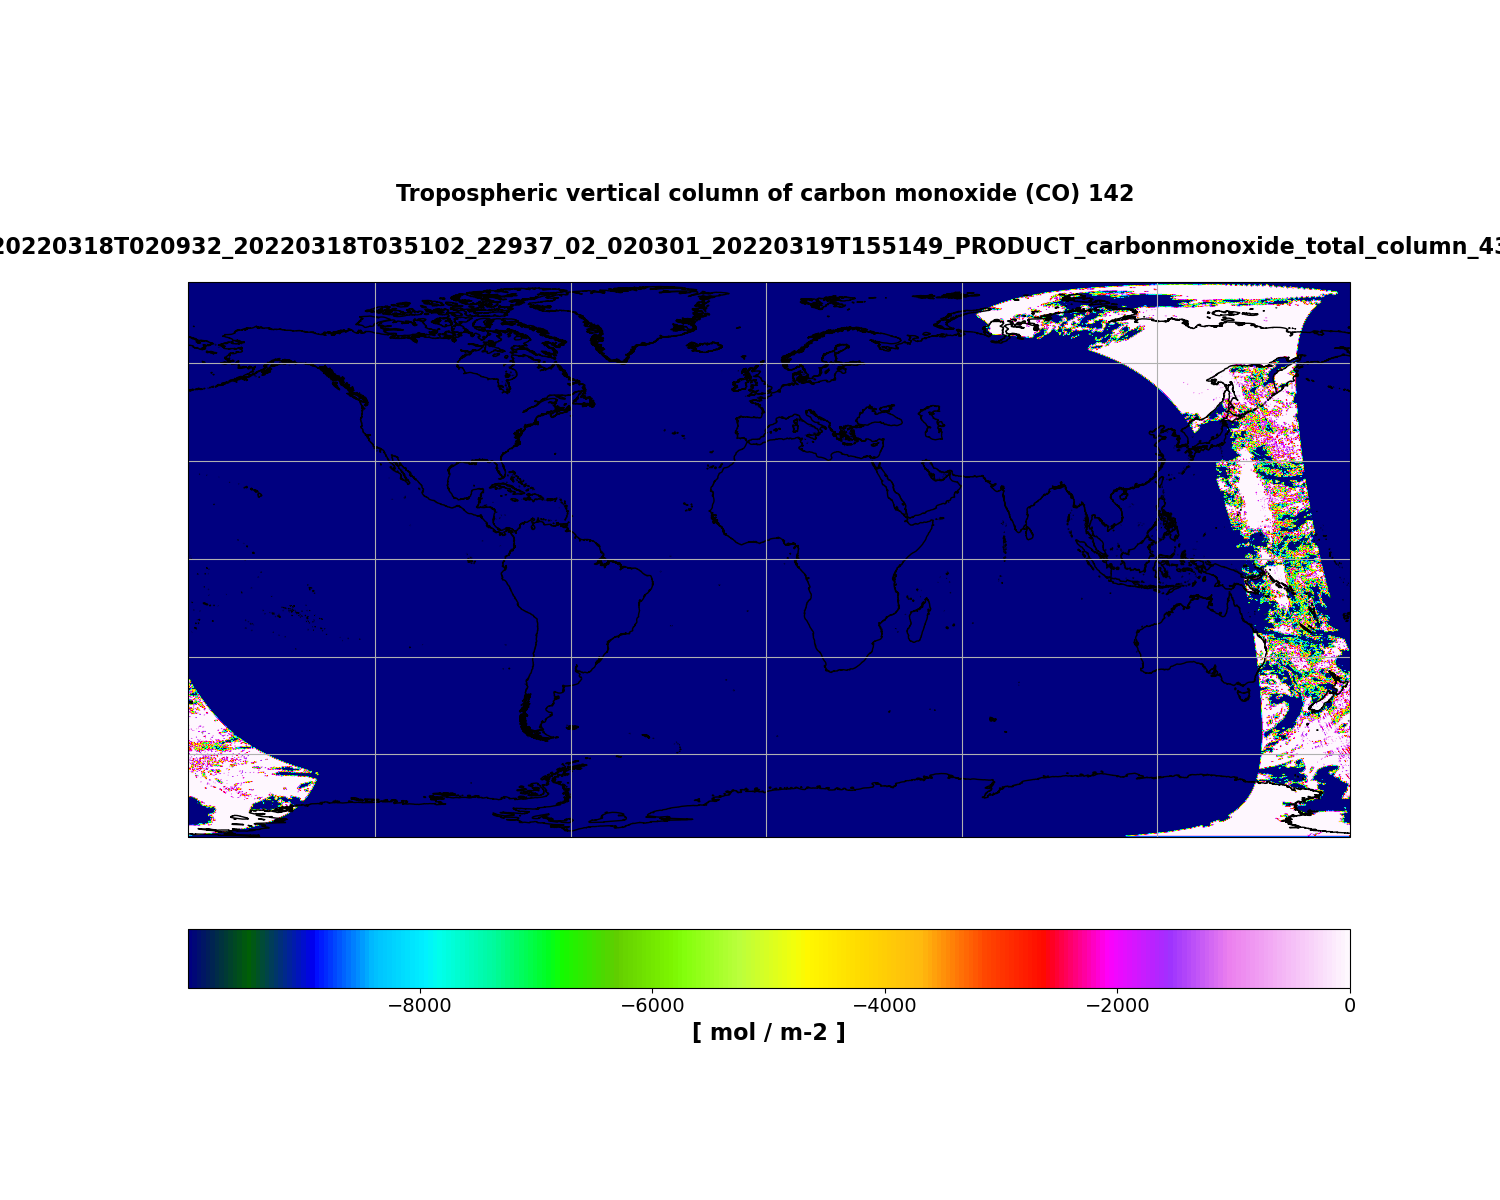 Tropospheric vertical column of carbon monoxide (CO) 142
20220318T020932_20220318T035102_22937_02_020301_20220319T155149_PRODUCT_carbonmonoxide_total_column_43
−8000 −6000 −4000 −2000 0
[ mol / m-2 ]